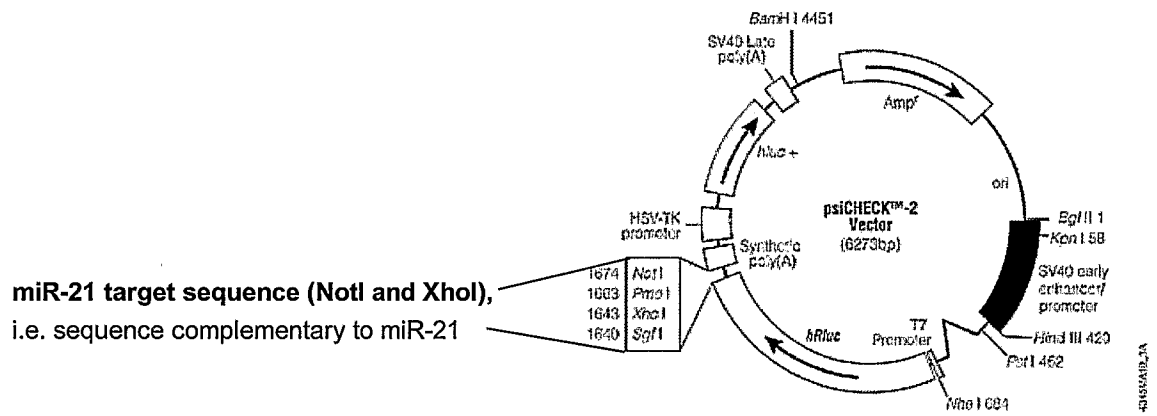 BamH I 4451
SV40 Late
poly(A)
Ampr
hluc+
ori
psiCHECK™-2
Vector
(6273bp)
HSV-TK
promoter
Synthetic
poly(A)
Bgl II 1
Kpn I 58
SV40 early
enhancer/
promoter
1674 Not I
1663 Pme I
1643 Xho I
1640 Sgf I
miR-21 target sequence (NotI and XhoI),
i.e. sequence complementary to miR-21
hRluc
T7
Promoter
Hind III 420
Pst I 462
Nhe I 684